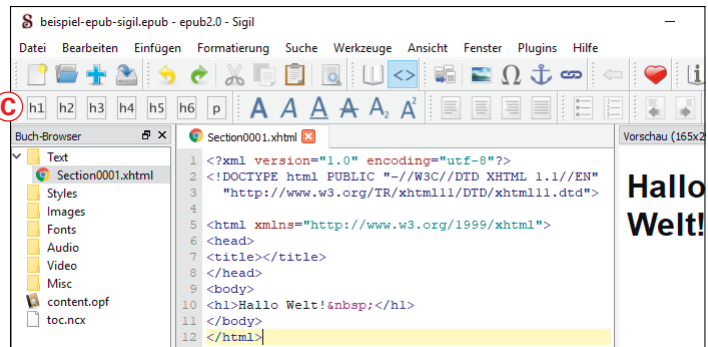 beispiel-epub-sigil.epub - epub2.0 - Sigil
Datei Bearbeiten Einfügen Formatierung Suche Werkzeuge Ansicht Fenster Plugins Hilfe
C h1 h2 h3 h4 h5 h6 p A A A A A₂ A²
Buch-Browser
Section0001.xhtml
Vorschau (165x2
Text
Section0001.xhtml
Styles
Images
Fonts
Audio
Video
Misc
content.opf
toc.ncx
1 <?xml version="1.0" encoding="utf-8"?>
2 <!DOCTYPE html PUBLIC "-//W3C//DTD XHTML 1.1//EN"
3 "http://www.w3.org/TR/xhtml11/DTD/xhtml11.dtd">
4
5 <html xmlns="http://www.w3.org/1999/xhtml">
6 <head>
7 <title></title>
8 </head>
9 <body>
10 <h1>Hallo Welt!&nbsp;</h1>
11 </body>
12 </html>
Hallo
Welt!